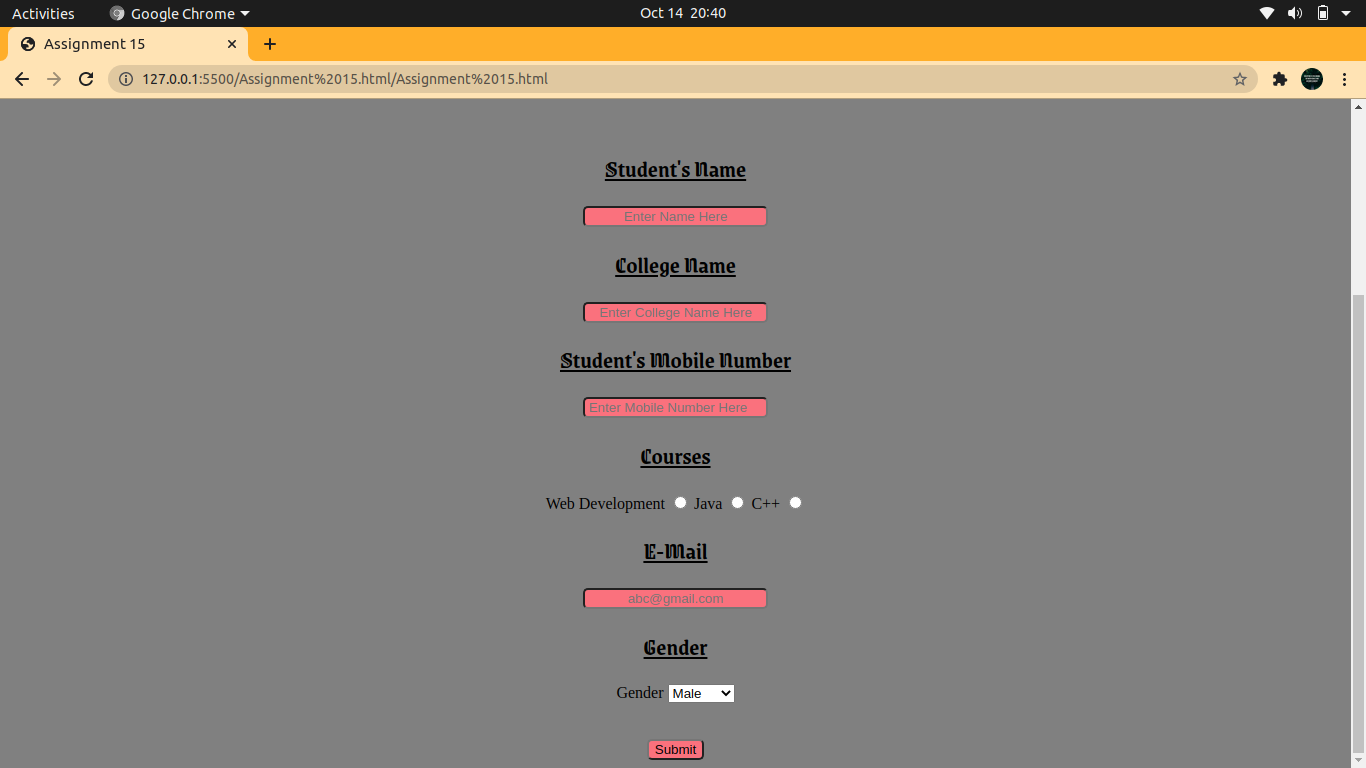 Activities Google Chrome Oct 14 20:40
Assignment 15
127.0.0.1:5500/Assignment%2015.html/Assignment%2015.html
Student's Name
Enter Name Here
College Name
Enter College Name Here
Student's Mobile Number
Enter Mobile Number Here
Courses
Web Development Java C++
E-Mail
abc@gmail.com
Gender
Gender Male
Submit